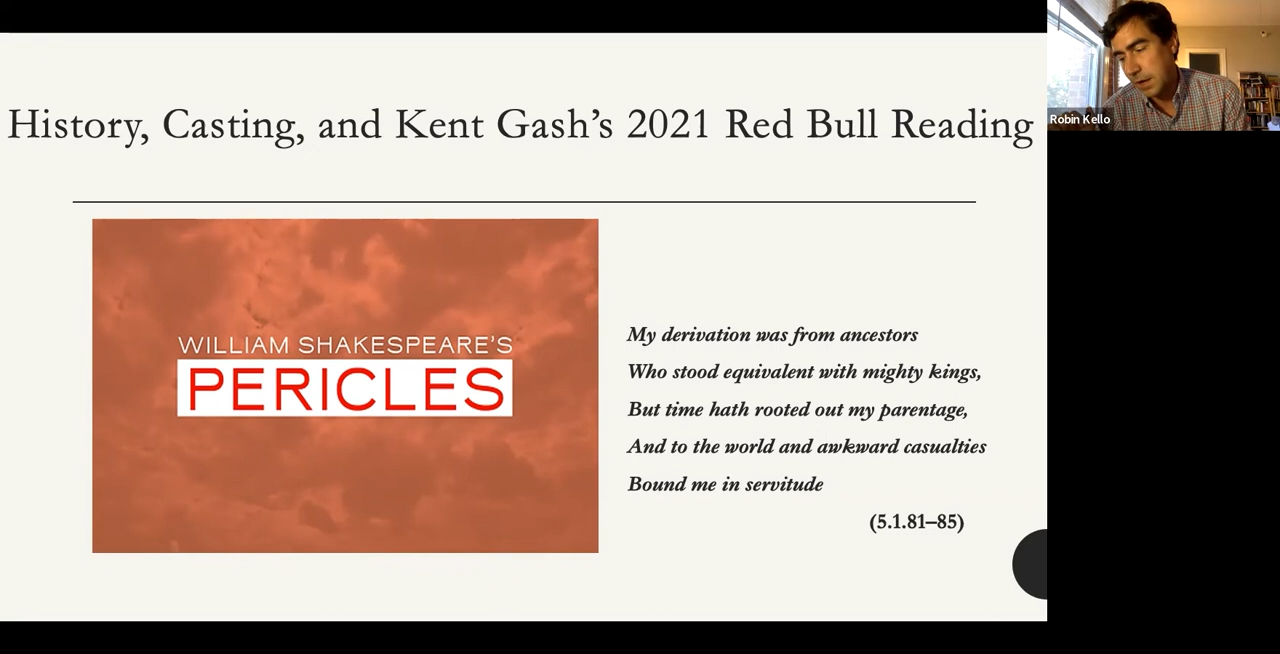 History, Casting, and Kent Gash’s 2021 Red Bull Reading
WILLIAM SHAKESPEARE’S
PERICLES
My derivation was from ancestors
Who stood equivalent with mighty kings,
But time hath rooted out my parentage,
And to the world and awkward casualties
Bound me in servitude
(5.1.81–85)
Robin Kello